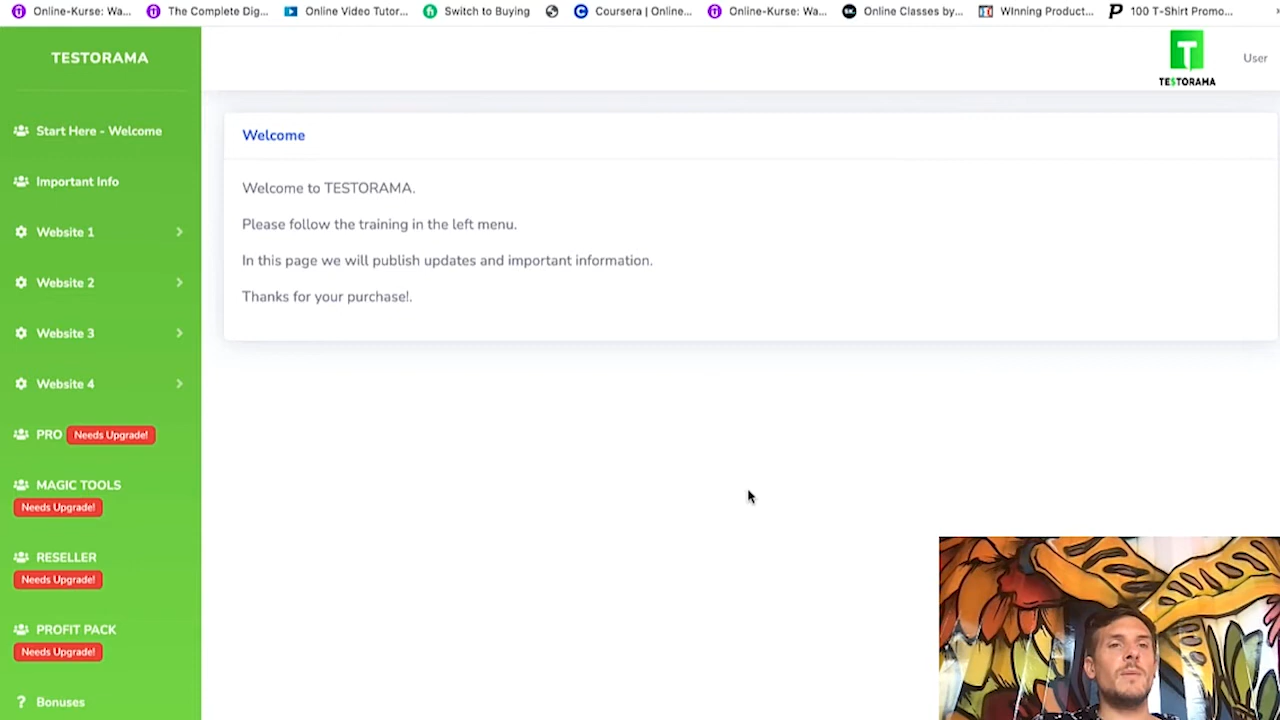 Online-Kurse: Wa...
The Complete Dig...
Online Video Tutor...
Switch to Buying
Coursera | Online...
Online-Kurse: Wa...
Online Classes by...
Winning Product...
100 T-Shirt Promo...
TESTORAMA
TESTORAMA
User
Start Here - Welcome
Important Info
Website 1
Website 2
Website 3
Website 4
PRO Needs Upgrade!
MAGIC TOOLS
Needs Upgrade!
RESELLER
Needs Upgrade!
PROFIT PACK
Needs Upgrade!
Bonuses
Welcome
Welcome to TESTORAMA.
Please follow the training in the left menu.
In this page we will publish updates and important information.
Thanks for your purchase!.